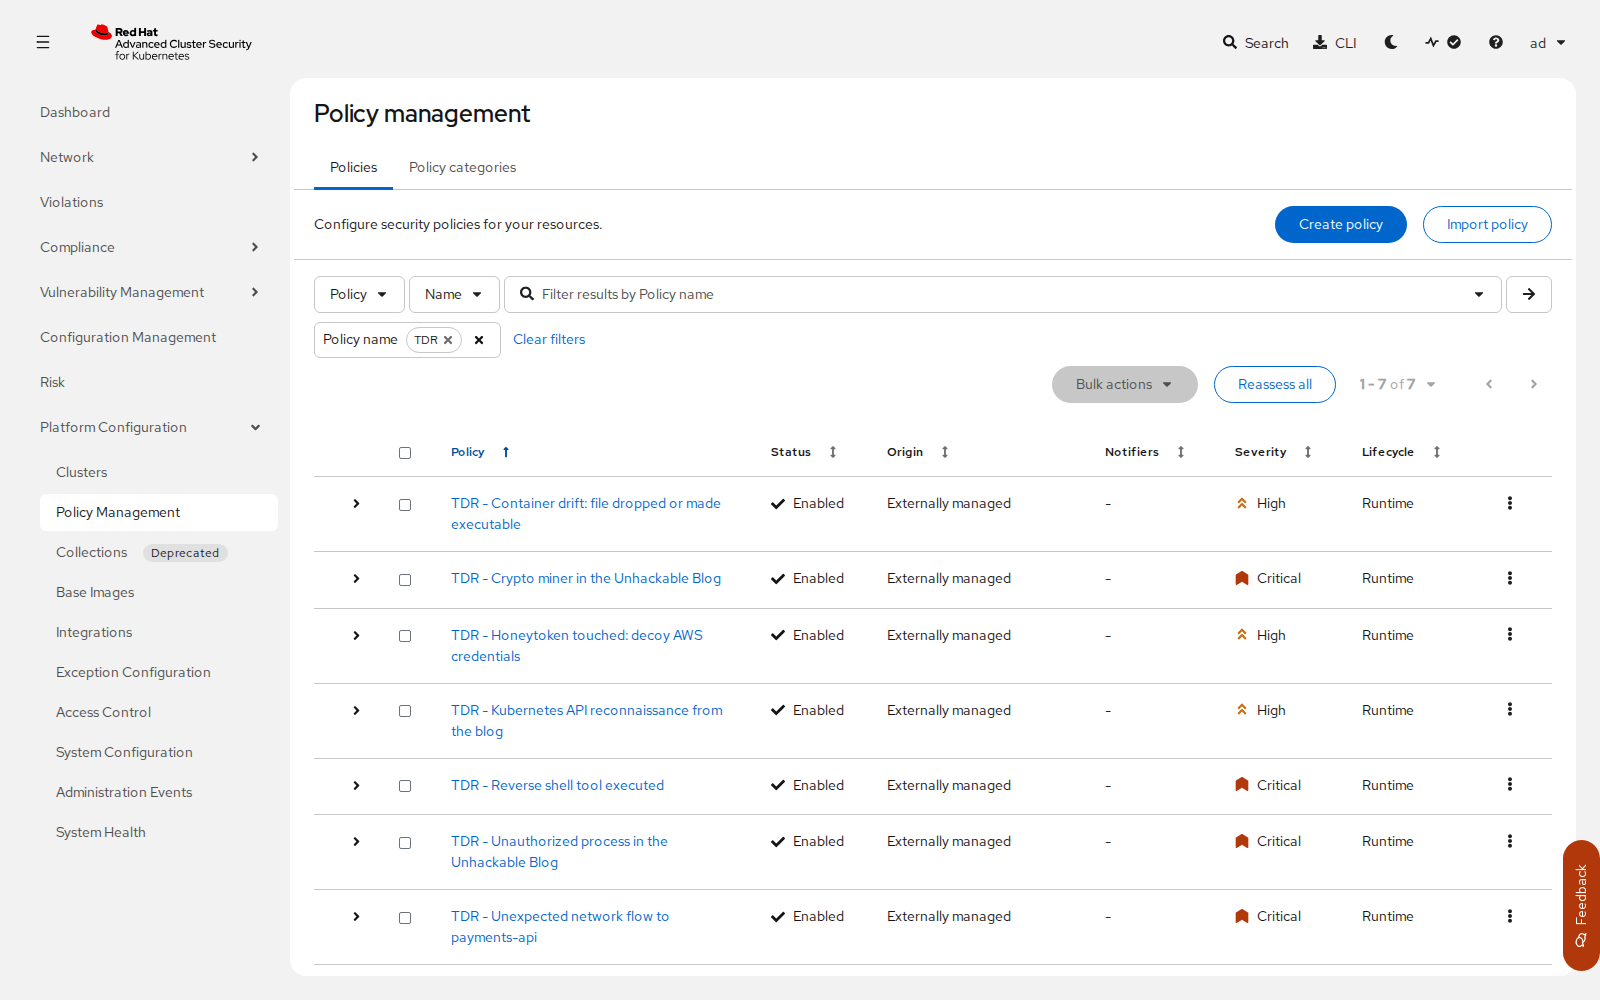 Red Hat
Advanced Cluster Security
for Kubernetes
Search
CLI
ad
Dashboard
Network
Violations
Compliance
Vulnerability Management
Configuration Management
Risk
Platform Configuration
Clusters
Policy Management
Collections Deprecated
Base Images
Integrations
Exception Configuration
Access Control
System Configuration
Administration Events
System Health
Policy management
Policies Policy categories
Configure security policies for your resources.
Create policy Import policy
Policy Name Filter results by Policy name
Policy name TDR Clear filters
Bulk actions Reassess all 1 - 7 of 7
Policy Status Origin Notifiers Severity Lifecycle
TDR - Container drift: file dropped or made executable Enabled Externally managed - High Runtime
TDR - Crypto miner in the Unhackable Blog Enabled Externally managed - Critical Runtime
TDR - Honeytoken touched: decoy AWS credentials Enabled Externally managed - High Runtime
TDR - Kubernetes API reconnaissance from the blog Enabled Externally managed - High Runtime
TDR - Reverse shell tool executed Enabled Externally managed - Critical Runtime
TDR - Unauthorized process in the Unhackable Blog Enabled Externally managed - Critical Runtime
TDR - Unexpected network flow to payments-api Enabled Externally managed - Critical Runtime
Feedback